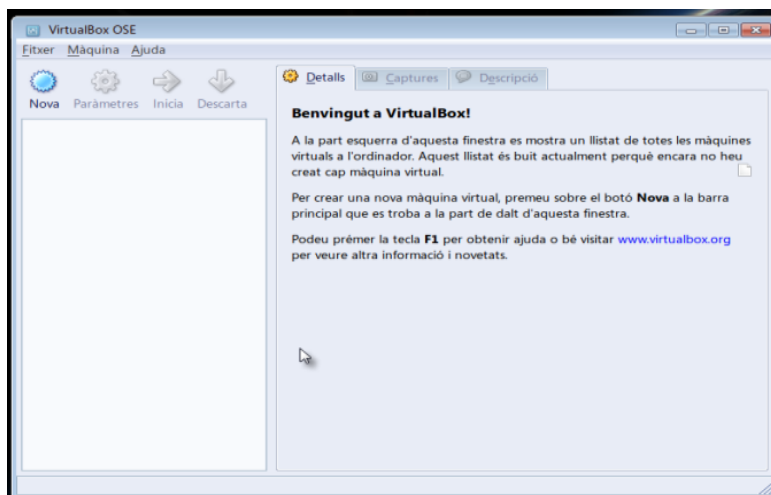 VirtualBox OSE
Fitxer Màquina Ajuda
Nova Paràmetres Inicia Descarta
Detalls Captures Descripció
Benvingut a VirtualBox!
A la part esquerra d'aquesta finestra es mostra un llistat de totes les màquines
virtuals a l'ordinador. Aquest llistat és buit actualment perquè encara no heu
creat cap màquina virtual.
Per crear una nova màquina virtual, premeu sobre el botó Nova a la barra
principal que es troba a la part de dalt d'aquesta finestra.
Podeu prémer la tecla F1 per obtenir ajuda o bé visitar www.virtualbox.org
per veure altra informació i novetats.